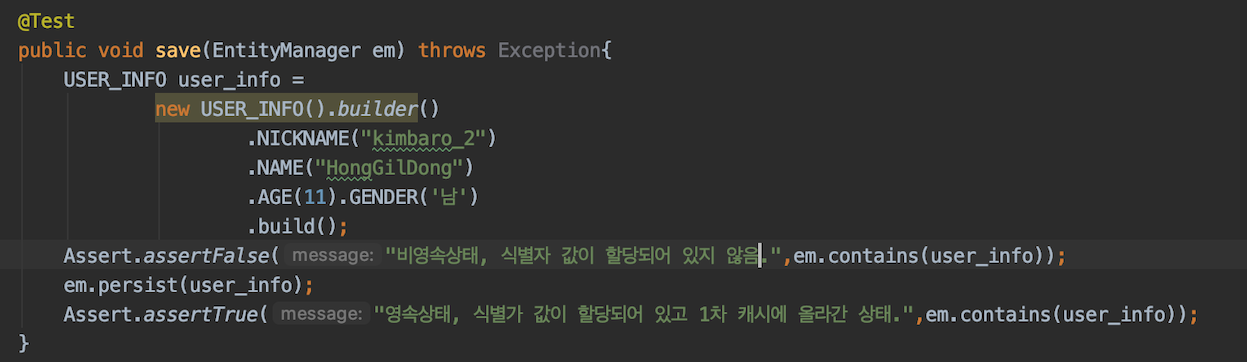 @Test
public void save(EntityManager em) throws Exception{
USER_INFO user_info =
new USER_INFO().builder()
.NICKNAME("kimbaro_2")
.NAME("HongGilDong")
.AGE(11).GENDER('남')
.build();
Assert.assertFalse( message: "비영속상태, 식별자 값이 할당되어 있지 않음.",em.contains(user_info));
em.persist(user_info);
Assert.assertTrue( message: "영속상태, 식별가 값이 할당되어 있고 1차 캐시에 올라간 상태.",em.contains(user_info));
}